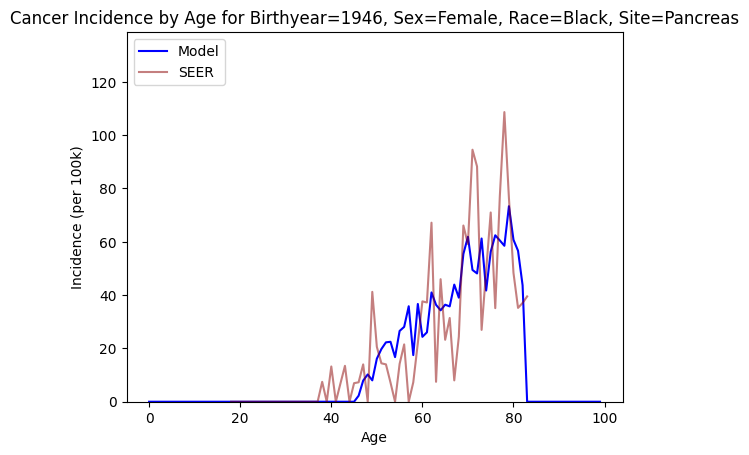 Cancer Incidence by Age for Birthyear=1946, Sex=Female, Race=Black, Site=Pancreas
Model
SEER
120
100
80
60
40
20
0
Incidence (per 100k)
0 20 40 60 80 100
Age